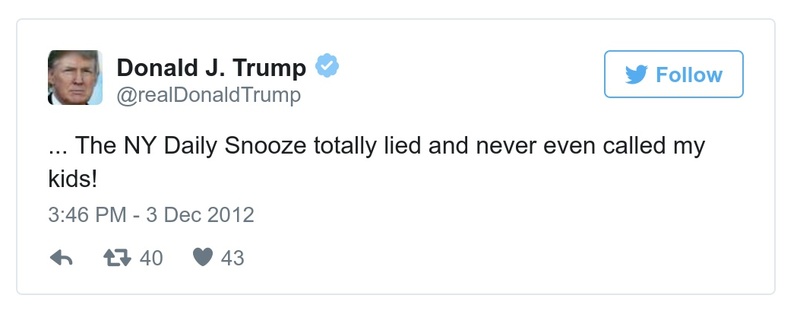 Donald J. Trump
@realDonaldTrump
Follow
... The NY Daily Snooze totally lied and never even called my
kids!
3:46 PM - 3 Dec 2012
40 43